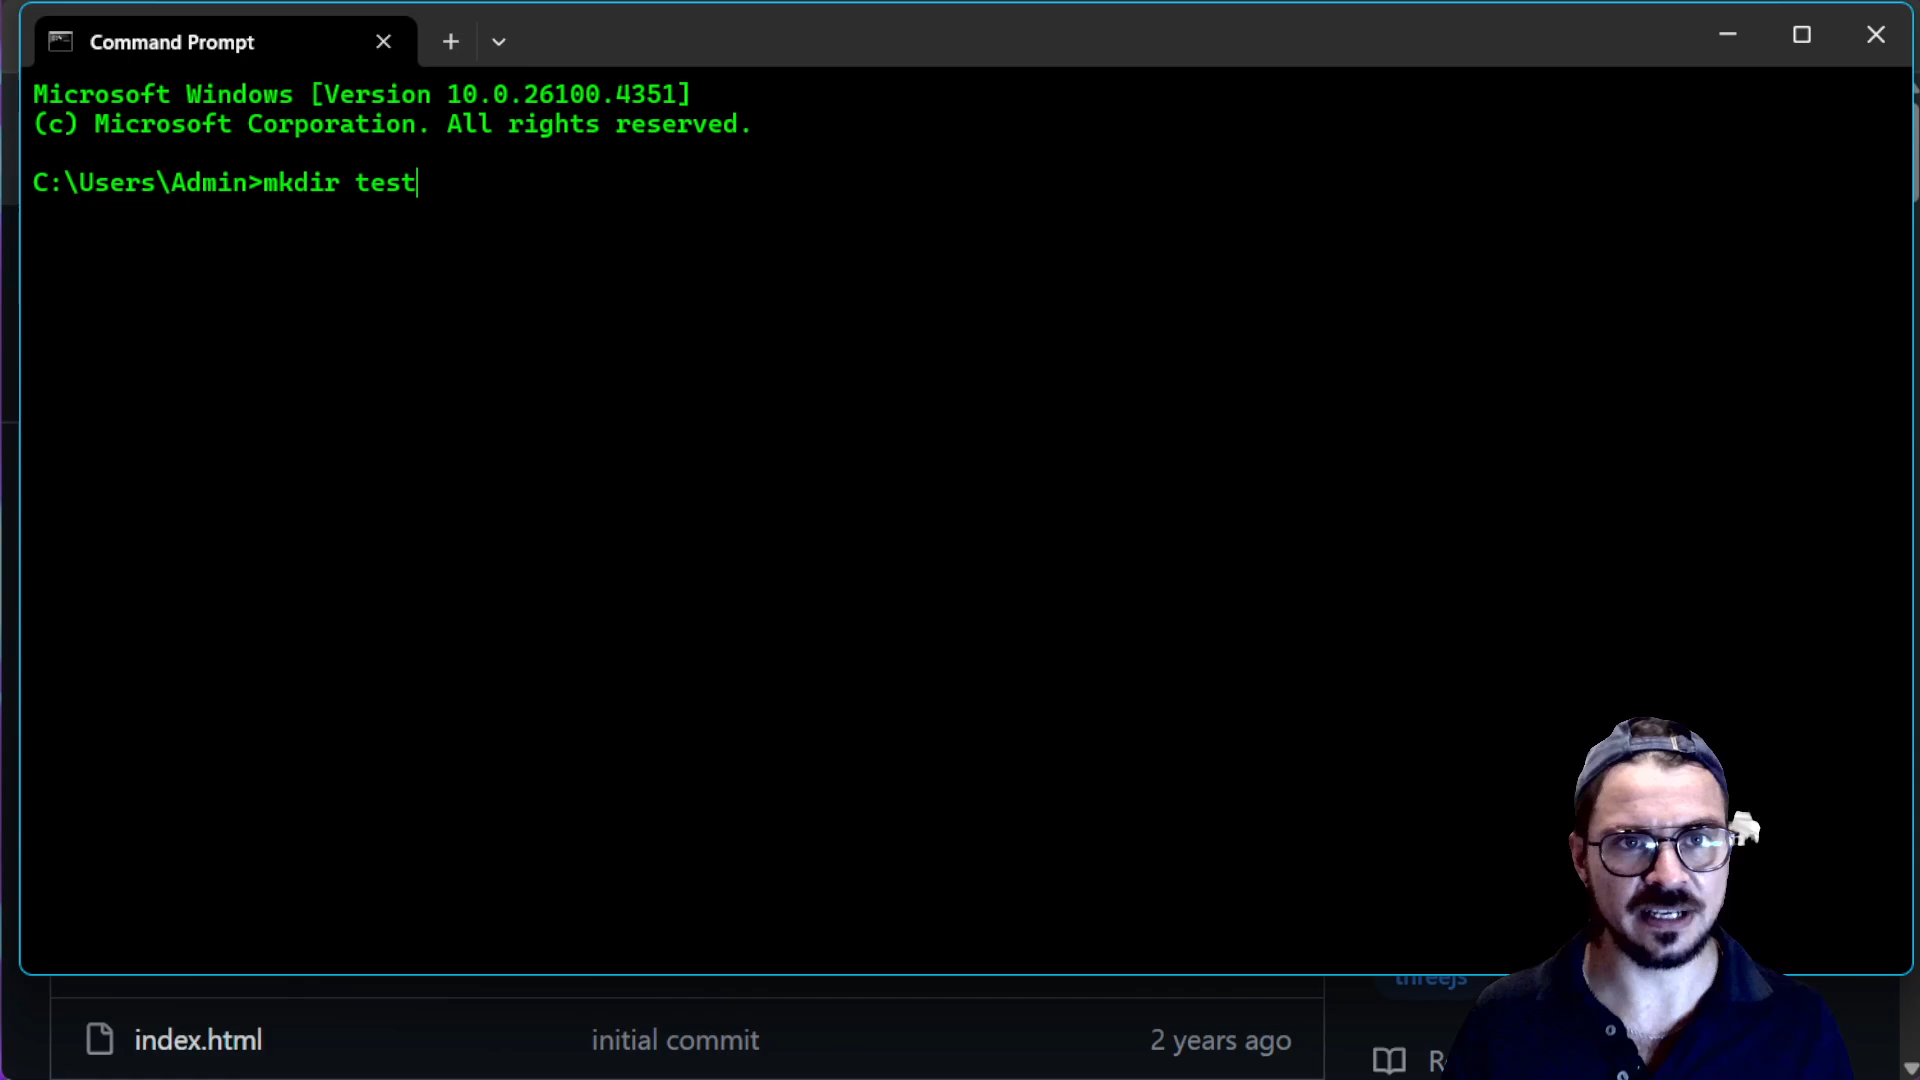 Command Prompt
Microsoft Windows [Version 10.0.26100.4351]
(c) Microsoft Corporation. All rights reserved.
C:\Users\Admin>mkdir test
threejs
index.html initial commit 2 years ago